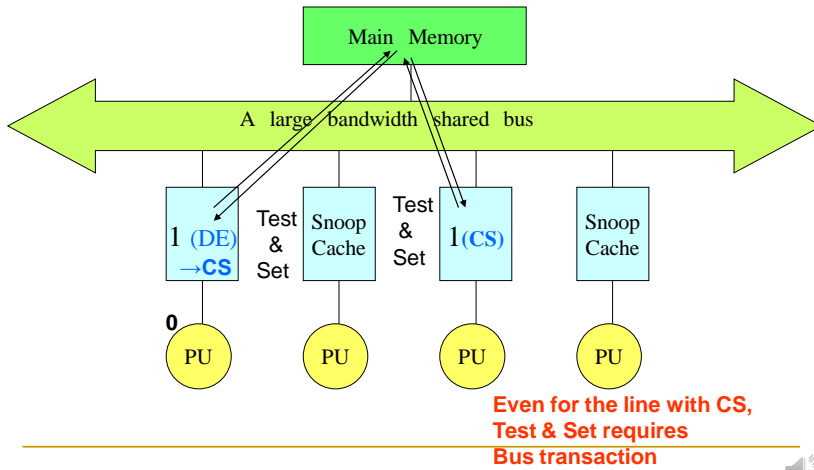 Main Memory
A large bandwidth shared bus
1 (DE)
→CS
Test
&
Set
Snoop
Cache
Test
&
Set
1(CS)
Snoop
Cache
0
PU
PU
PU
PU
Even for the line with CS,
Test & Set requires
Bus transaction